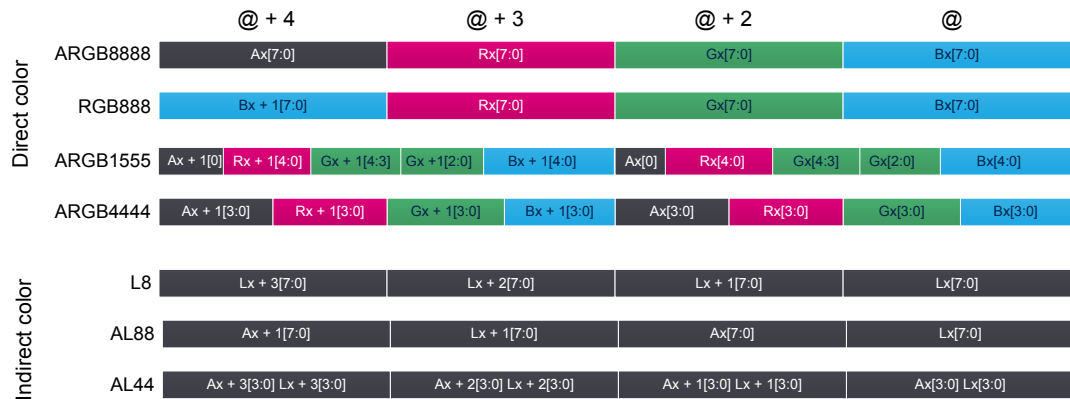 @ + 4 @ + 3 @ + 2 @
Direct color
ARGB8888 Ax[7:0] Rx[7:0] Gx[7:0] Bx[7:0]
RGB888 Bx + 1[7:0] Rx[7:0] Gx[7:0] Bx[7:0]
ARGB1555 Ax + 1[0] Rx + 1[4:0] Gx + 1[4:3] Gx +1[2:0] Bx + 1[4:0] Ax[0] Rx[4:0] Gx[4:3] Gx[2:0] Bx[4:0]
ARGB4444 Ax + 1[3:0] Rx + 1[3:0] Gx + 1[3:0] Bx + 1[3:0] Ax[3:0] Rx[3:0] Gx[3:0] Bx[3:0]
Indirect color
L8 Lx + 3[7:0] Lx + 2[7:0] Lx + 1[7:0] Lx[7:0]
AL88 Ax + 1[7:0] Lx + 1[7:0] Ax[7:0] Lx[7:0]
AL44 Ax + 3[3:0] Lx + 3[3:0] Ax + 2[3:0] Lx + 2[3:0] Ax + 1[3:0] Lx + 1[3:0] Ax[3:0] Lx[3:0]